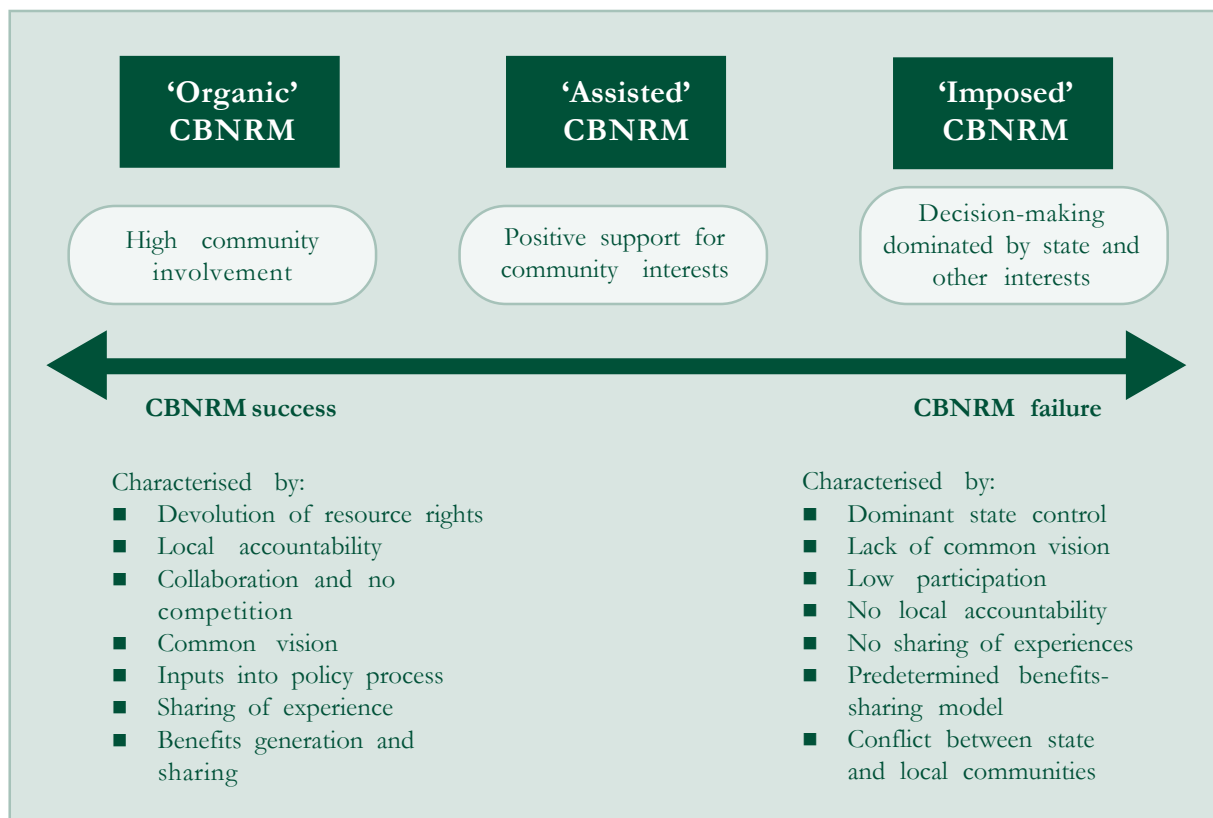 ‘Organic’
CBNRM
‘Assisted’
CBNRM
‘Imposed’
CBNRM
High community
involvement
Positive support for
community interests
Decision-making
dominated by state and
other interests
CBNRM success
CBNRM failure
Characterised by:
■ Devolution of resource rights
■ Local accountability
■ Collaboration and no
competition
■ Common vision
■ Inputs into policy process
■ Sharing of experience
■ Benefits generation and
sharing
Characterised by:
■ Dominant state control
■ Lack of common vision
■ Low participation
■ No local accountability
■ No sharing of experiences
■ Predetermined benefits-
sharing model
■ Conflict between state
and local communities